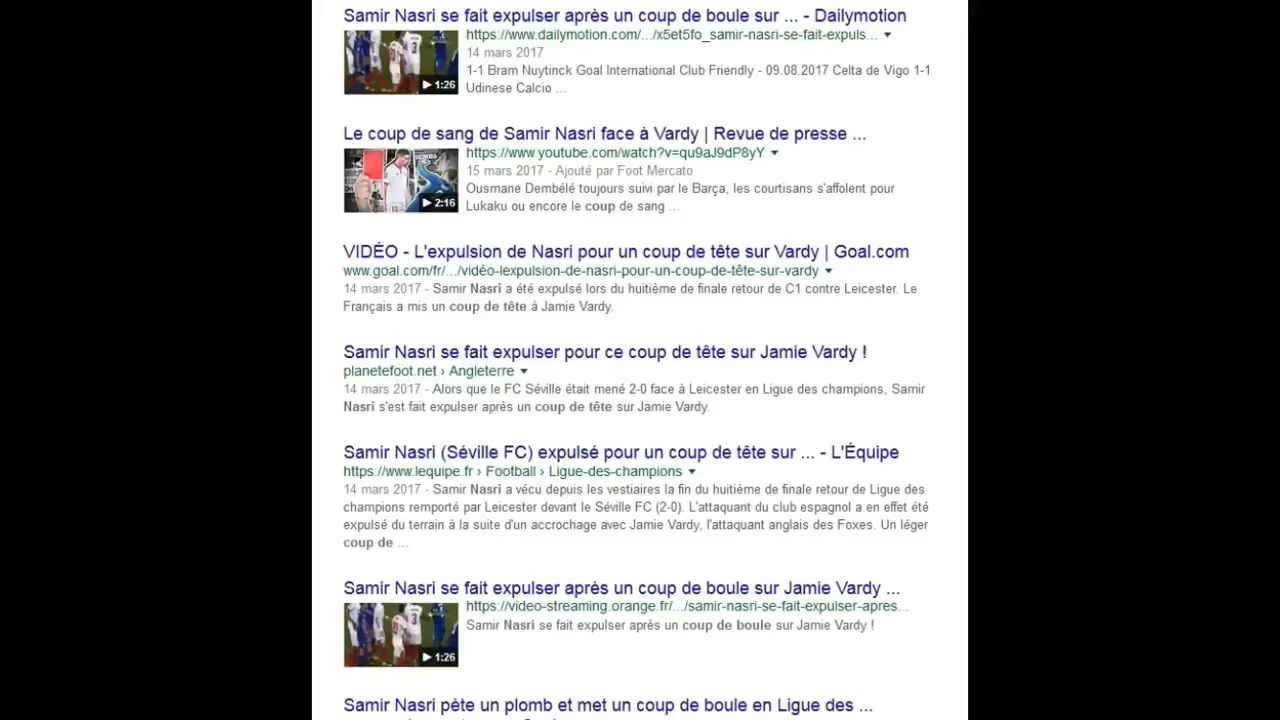 Samir Nasri se fait expulser après un coup de boule sur ... - Dailymotion
https://www.dailymotion.com/.../x5et5fo_samir-nasri-se-fait-expuls...
14 mars 2017
1-1 Bram Nuytinck Goal International Club Friendly - 09.08.2017 Celta de Vigo 1-1
Udinese Calcio ...
1:26
Le coup de sang de Samir Nasri face à Vardy | Revue de presse ...
https://www.youtube.com/watch?v=qu9aJ9dP8yY
15 mars 2017 - Ajouté par Foot Mercato
Ousmane Dembélé toujours suivi par le Barça, les courtisans s'affolent pour
Lukaku ou encore le coup de sang ...
2:16
VIDÉO - L'expulsion de Nasri pour un coup de tête sur Vardy | Goal.com
www.goal.com/fr/.../vidéo-lexpulsion-de-nasri-pour-un-coup-de-tête-sur-vardy
14 mars 2017 - Samir Nasri a été expulsé lors du huitième de finale retour de C1 contre Leicester. Le
Français a mis un coup de tête à Jamie Vardy.
Samir Nasri se fait expulser pour ce coup de tête sur Jamie Vardy !
planetefoot.net › Angleterre
14 mars 2017 - Alors que le FC Séville était mené 2-0 face à Leicester en Ligue des champions, Samir
Nasri s'est fait expulser après un coup de tête sur Jamie Vardy.
Samir Nasri (Séville FC) expulsé pour un coup de tête sur ... - L'Équipe
https://www.lequipe.fr › Football › Ligue-des-champions
14 mars 2017 - Samir Nasri a vécu depuis les vestiaires la fin du huitième de finale retour de Ligue des
champions remporté par Leicester devant le Séville FC (2-0). L'attaquant du club espagnol a en effet été
expulsé du terrain à la suite d'un accrochage avec Jamie Vardy, l'attaquant anglais des Foxes. Un léger
coup de ...
Samir Nasri se fait expulser après un coup de boule sur Jamie Vardy ...
https://video-streaming.orange.fr/.../samir-nasri-se-fait-expulser-apres...
Samir Nasri se fait expulser après un coup de boule sur Jamie Vardy !
1:26
Samir Nasri pète un plomb et met un coup de boule en Ligue des ...